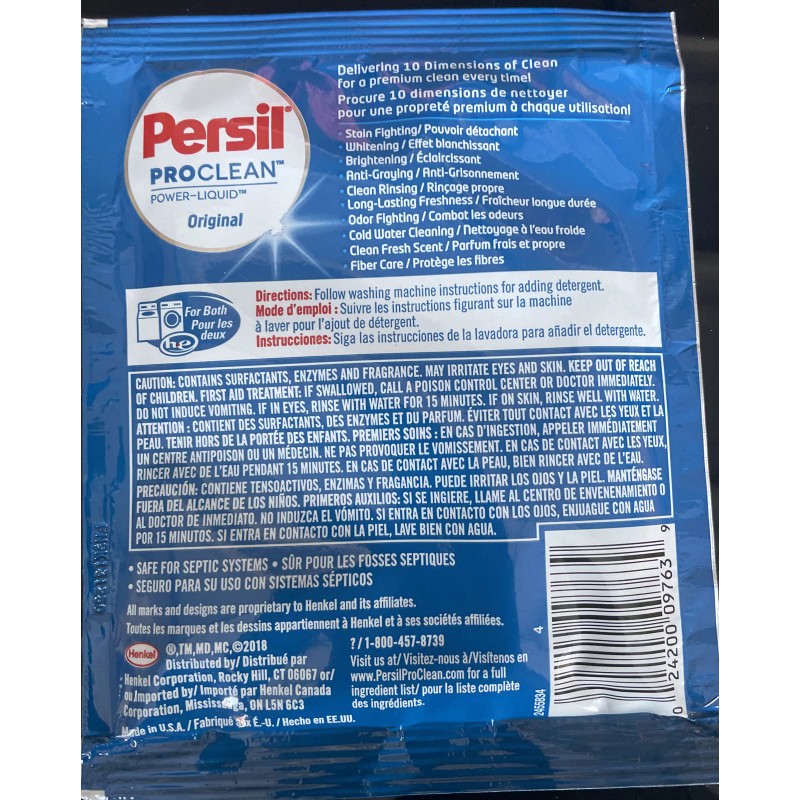 Delivering 10 Dimensions of Clean
for a premium clean every time!
Procure 10 dimensions de nettoyer
pour une propreté premium à chaque utilisation!
Persil®
PROCLEAN™
POWER-LIQUID™
Original
· Stain Fighting / Pouvoir détachant
· Whitening / Effet blanchissant
· Brightening / Éclaircissant
· Anti-Graying / Anti-Grisonnement
· Clean Rinsing / Rinçage propre
· Long-Lasting Freshness / Fraîcheur longue durée
· Odor Fighting / Combat les odeurs
· Cold Water Cleaning / Nettoyage à l'eau froide
· Clean Fresh Scent / Parfum frais et propre
· Fiber Care / Protège les fibres
For Both
Pour les
deux
he
Directions: Follow washing machine instructions for adding detergent.
Mode d'emploi : Suivre les instructions figurant sur la machine
à laver pour l'ajout de détergent.
Instrucciones: Siga las instrucciones de la lavadora para añadir el detergente.
CAUTION: CONTAINS SURFACTANTS, ENZYMES AND FRAGRANCE. MAY IRRITATE EYES AND SKIN. KEEP OUT OF REACH
OF CHILDREN. FIRST AID TREATMENT: IF SWALLOWED, CALL A POISON CONTROL CENTER OR DOCTOR IMMEDIATELY.
DO NOT INDUCE VOMITING. IF IN EYES, RINSE WITH WATER FOR 15 MINUTES. IF ON SKIN, RINSE WELL WITH WATER.
ATTENTION : CONTIENT DES SURFACTANTS, DES ENZYMES ET DU PARFUM. ÉVITER TOUT CONTACT AVEC LES YEUX ET LA
PEAU. TENIR HORS DE LA PORTÉE DES ENFANTS. PREMIERS SOINS : EN CAS D'INGESTION, APPELER IMMÉDIATEMENT
UN CENTRE ANTIPOISON OU UN MÉDECIN. NE PAS PROVOQUER LE VOMISSEMENT. EN CAS DE CONTACT AVEC LES YEUX,
RINCER AVEC DE L'EAU PENDANT 15 MINUTES. EN CAS DE CONTACT AVEC LA PEAU, BIEN RINCER AVEC DE L'EAU.
PRECAUCIÓN: CONTIENE TENSOACTIVOS, ENZIMAS Y FRAGANCIA. PUEDE IRRITAR LOS OJOS Y LA PIEL. MANTÉNGASE
FUERA DEL ALCANCE DE LOS NIÑOS. PRIMEROS AUXILIOS: SI SE INGIERE, LLAME AL CENTRO DE ENVENENAMIENTO O
AL DOCTOR DE INMEDIATO. NO INDUZCA EL VÓMITO. SI ENTRA EN CONTACTO CON LOS OJOS, ENJUAGUE CON AGUA
POR 15 MINUTOS. SI ENTRA EN CONTACTO CON LA PIEL, LAVE BIEN CON AGUA.
• SAFE FOR SEPTIC SYSTEMS • SÛR POUR LES FOSSES SEPTIQUES
• SEGURO PARA SU USO CON SISTEMAS SÉPTICOS
All marks and designs are proprietary to Henkel and its affiliates.
Toutes les marques et les dessins appartiennent à Henkel et à ses sociétés affiliées.
Henkel
®,TM,MD,MC,©2018
Distributed by/ Distribué par
Henkel Corporation, Rocky Hill, CT 06067 or/
ou Imported by/ Importé par Henkel Canada
Corporation, Mississauga, ON L5N 6C3
Made in U.S.A. / Fabriqué aux É.-U. / Hecho en EE.UU.
? / 1-800-457-8739
Visit us at/ Visitez-nous à/Visítenos en
www.PersilProClean.com for a full
ingredient list/ pour la liste complète
des ingrédients.
4
2455834
0 24200 09763 9